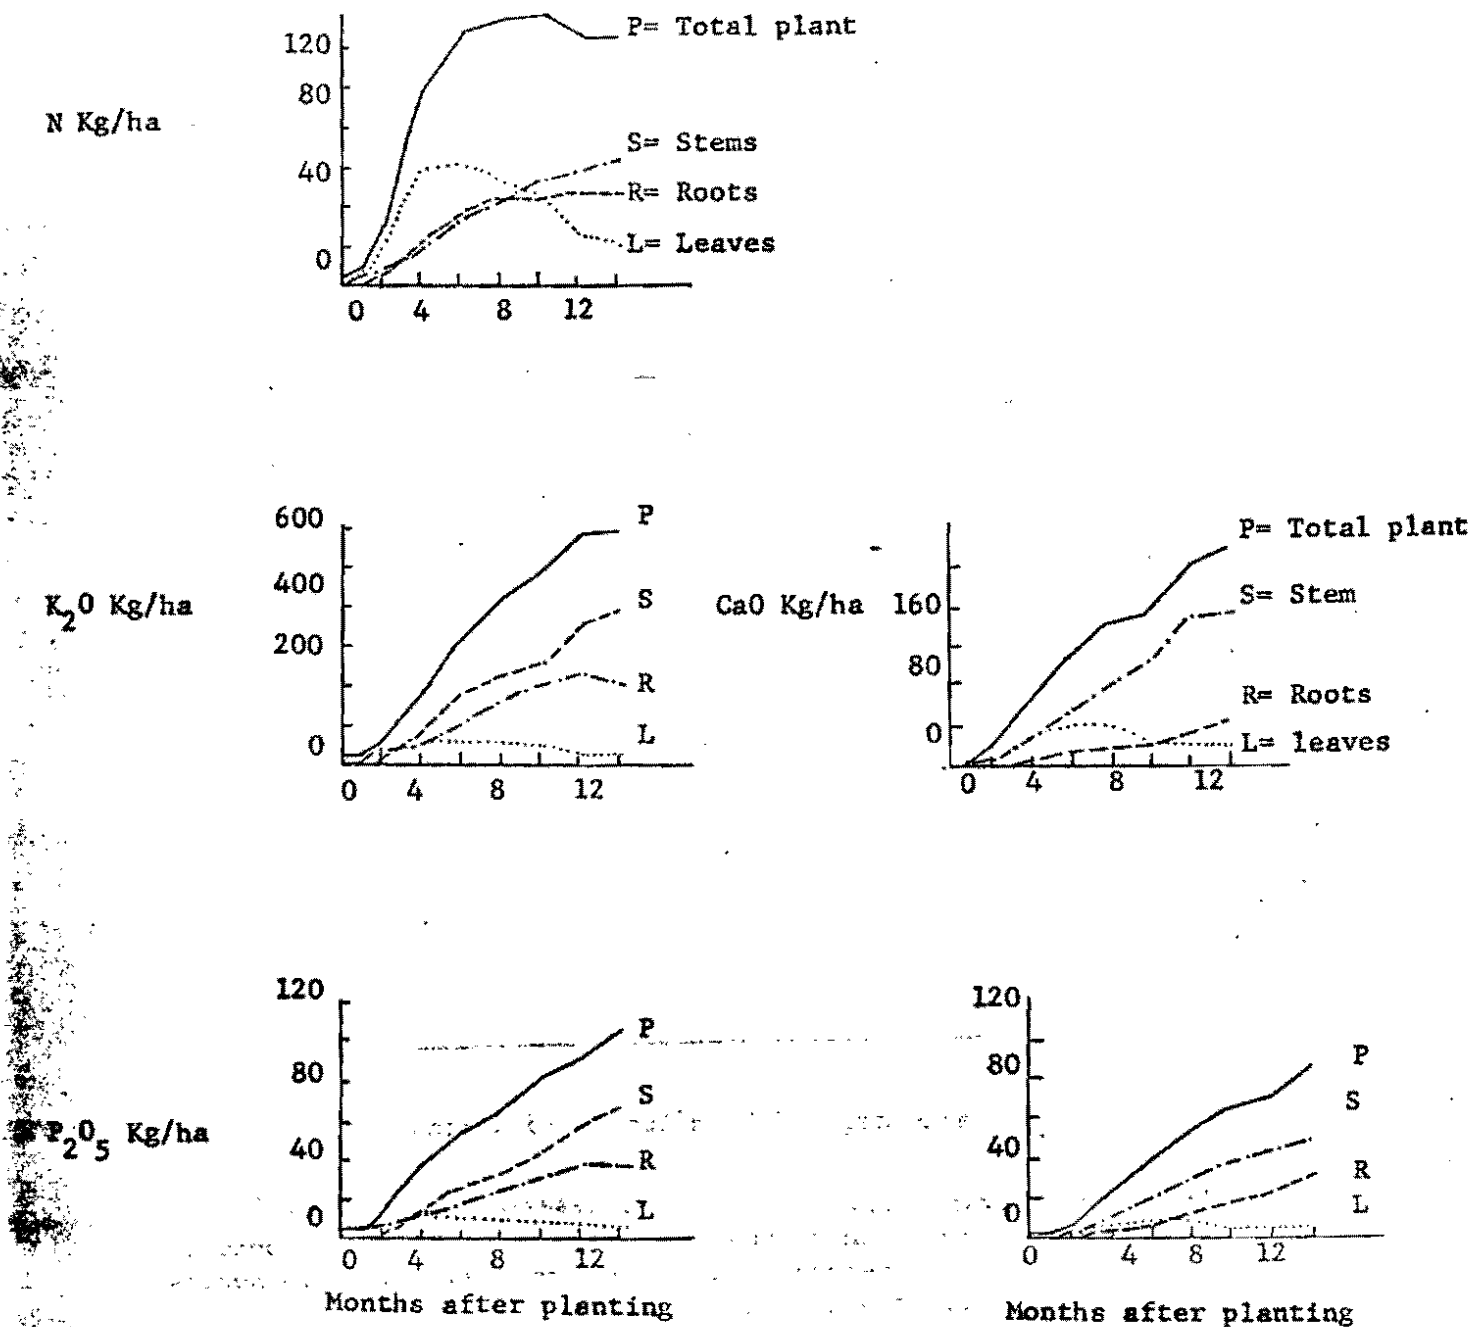 120
P= Total plant
80
N Kg/ha
S= Stems
40
R= Roots
L= Leaves
0
0 4 8 12
600
P
400
K₂O Kg/ha
S
200
R
L
0
0 4 8 12
P= Total plant
CaO Kg/ha
160
S= Stem
80
R= Roots
0
L= leaves
0 4 8 12
120
P
80
S
P₂O₅ Kg/ha
40
R
0
L
0 4 8 12
Months after planting
120
80
P
S
40
R
L
0
0 4 8 12
Months after planting